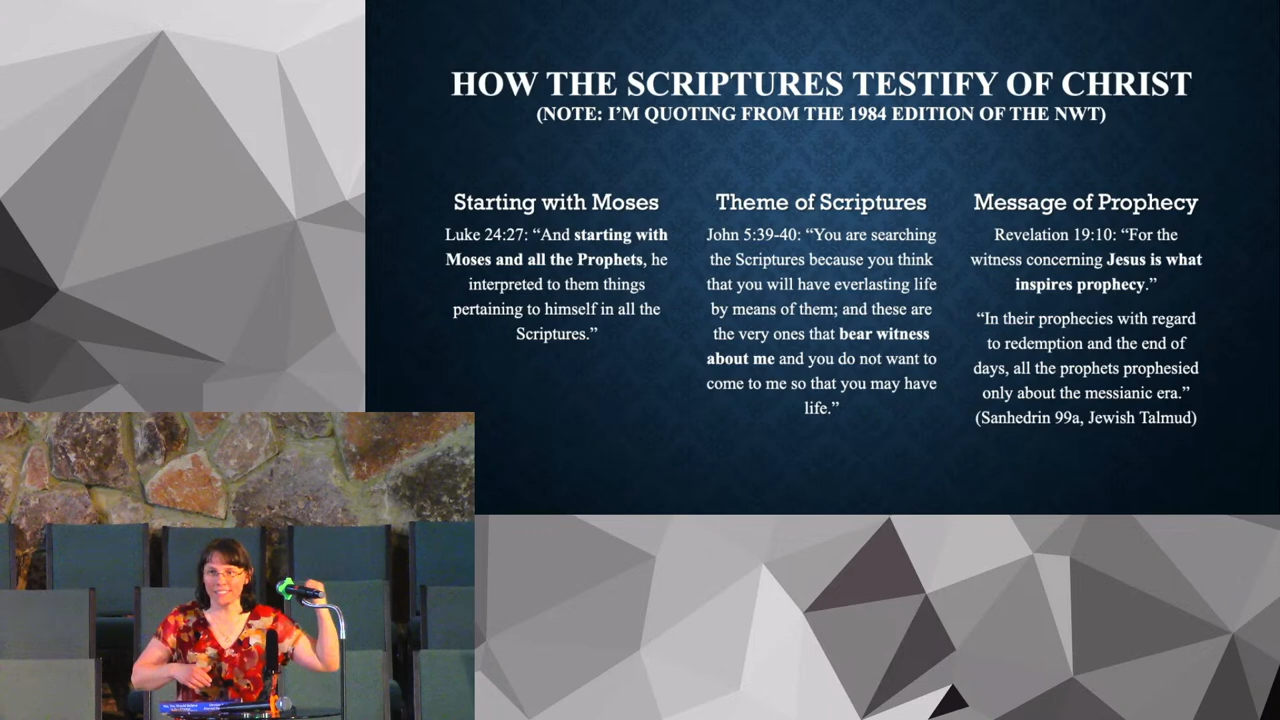 HOW THE SCRIPTURES TESTIFY OF CHRIST
(NOTE: I'M QUOTING FROM THE 1984 EDITION OF THE NWT)
Starting with Moses
Luke 24:27: “And starting with
Moses and all the Prophets, he
interpreted to them things
pertaining to himself in all the
Scriptures.”
Theme of Scriptures
John 5:39-40: “You are searching
the Scriptures because you think
that you will have everlasting life
by means of them; and these are
the very ones that bear witness
about me and you do not want to
come to me so that you may have
life.”
Message of Prophecy
Revelation 19:10: “For the
witness concerning Jesus is what
inspires prophecy.”
“In their prophecies with regard
to redemption and the end of
days, all the prophets prophesied
only about the messianic era.”
(Sanhedrin 99a, Jewish Talmud)